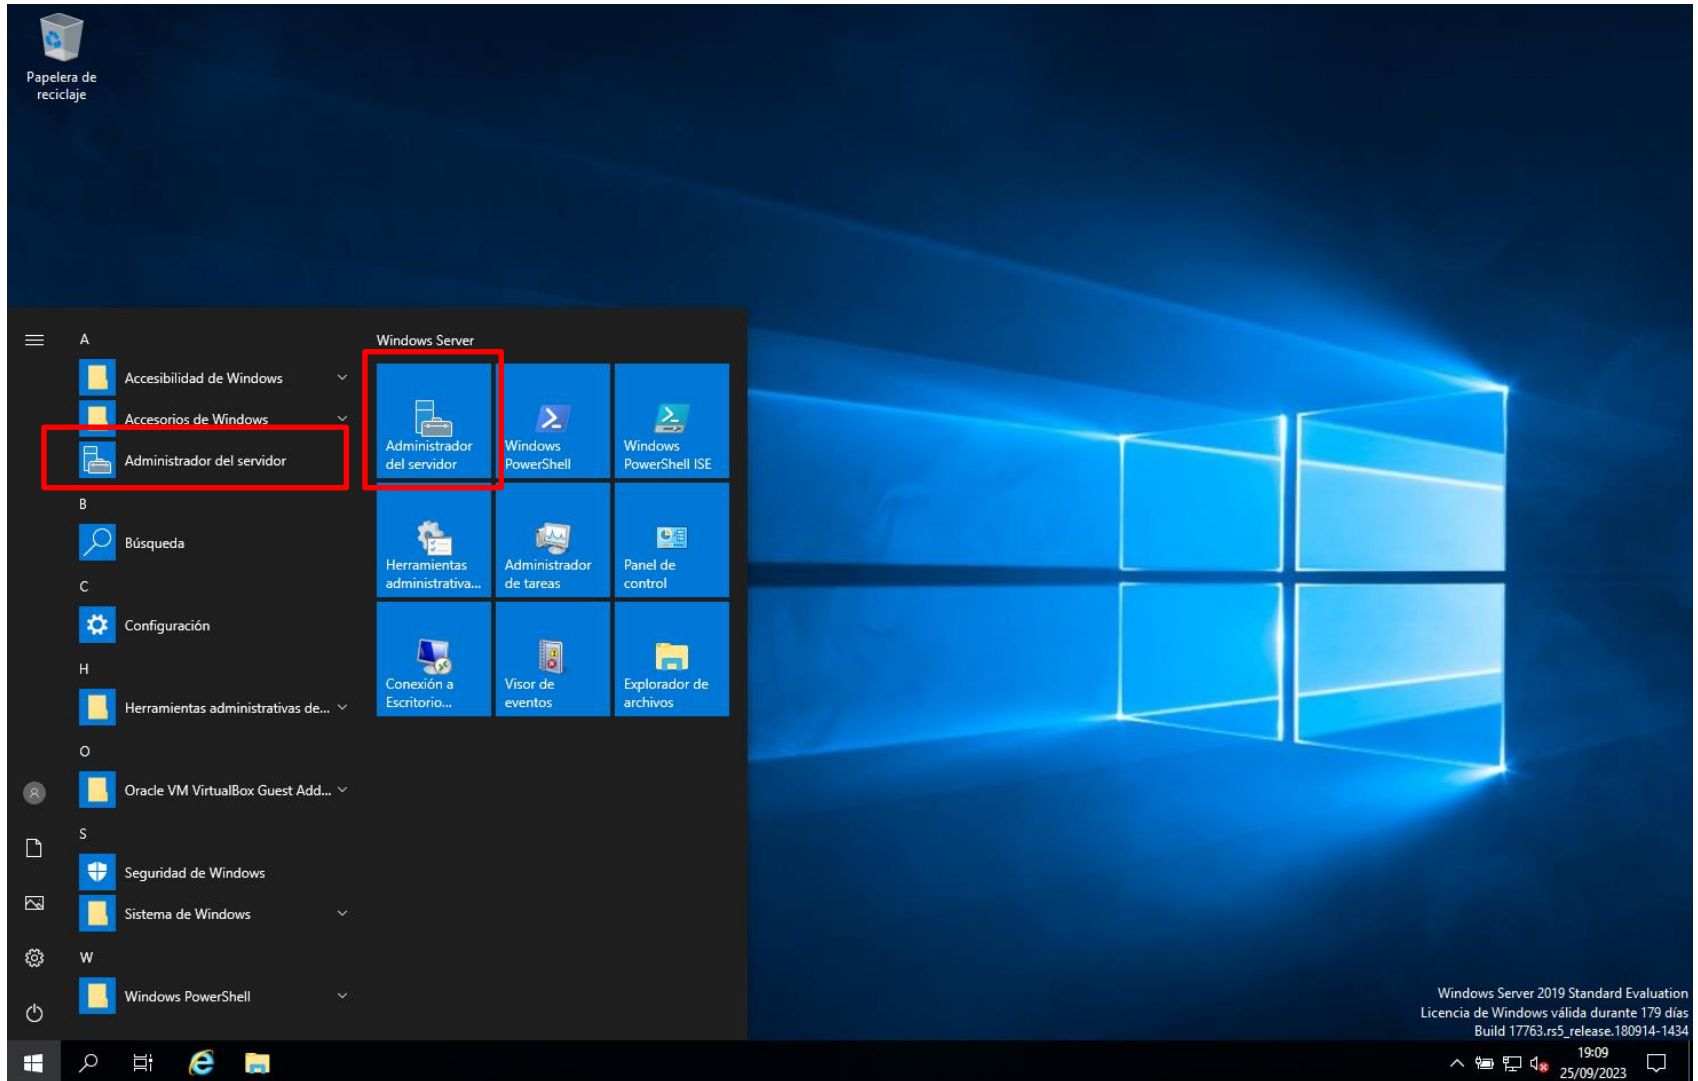 Papelera de
reciclaje
A
Accesibilidad de Windows
Accesorios de Windows
Administrador del servidor
B
Búsqueda
C
Configuración
H
Herramientas administrativas de...
O
Oracle VM VirtualBox Guest Add...
S
Seguridad de Windows
Sistema de Windows
W
Windows PowerShell
Windows Server
Administrador
del servidor
Windows
PowerShell
Windows
PowerShell ISE
Herramientas
administrativa...
Administrador
de tareas
Panel de
control
Conexión a
Escritorio...
Visor de
eventos
Explorador de
archivos
Windows Server 2019 Standard Evaluation
Licencia de Windows válida durante 179 días
Build 17763.rs5_release.180914-1434
19:09
25/09/2023